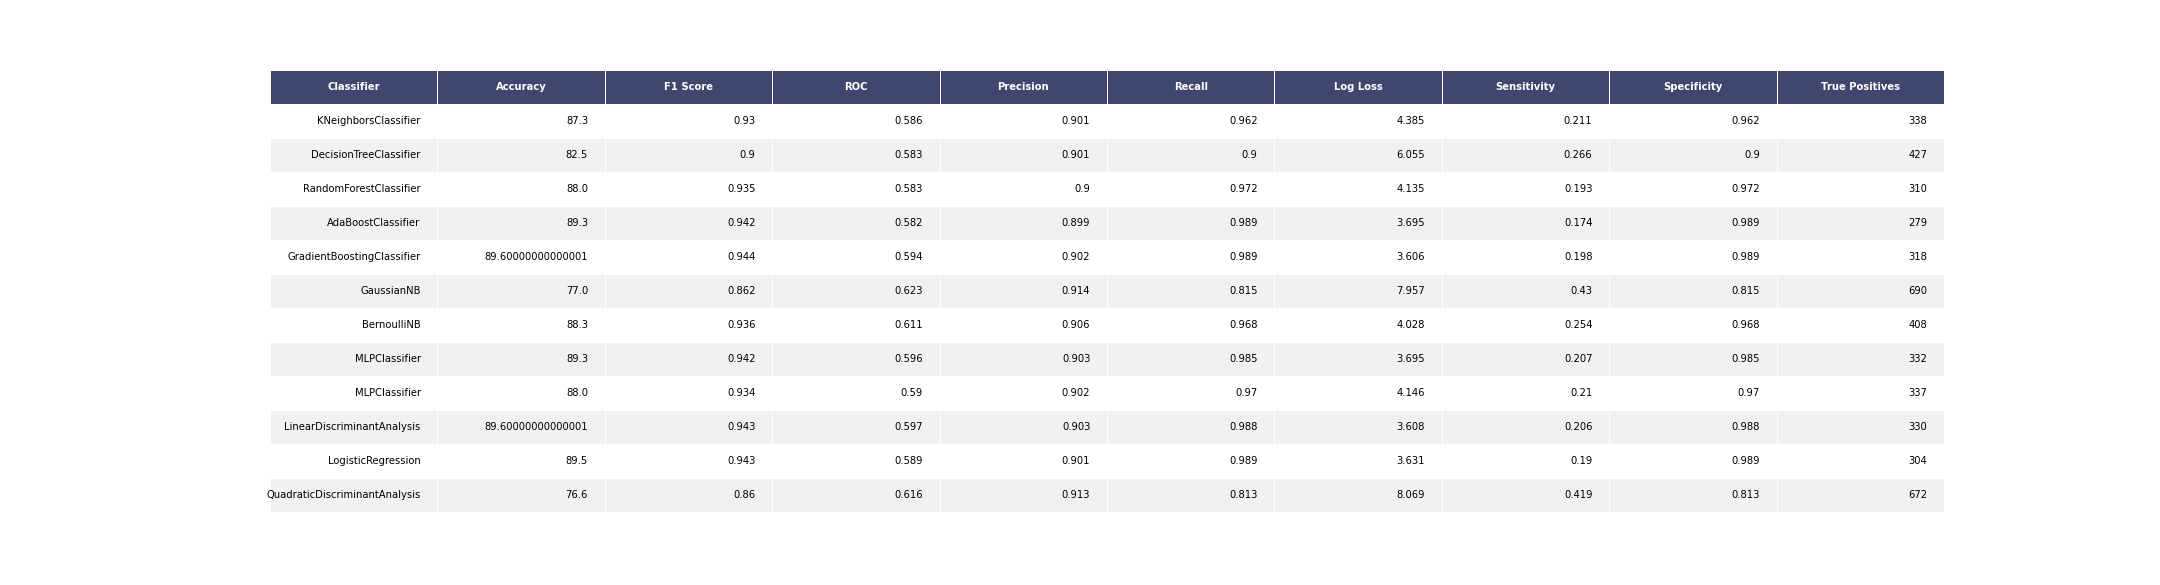 Classifier Accuracy F1 Score ROC Precision Recall Log Loss Sensitivity Specificity True Positives
KNeighborsClassifier 87.3 0.93 0.586 0.901 0.962 4.385 0.211 0.962 338
DecisionTreeClassifier 82.5 0.9 0.583 0.901 0.9 6.055 0.266 0.9 427
RandomForestClassifier 88.0 0.935 0.583 0.9 0.972 4.135 0.193 0.972 310
AdaBoostClassifier 89.3 0.942 0.582 0.899 0.989 3.695 0.174 0.989 279
GradientBoostingClassifier 89.60000000000001 0.944 0.594 0.902 0.989 3.606 0.198 0.989 318
GaussianNB 77.0 0.862 0.623 0.914 0.815 7.957 0.43 0.815 690
BernoulliNB 88.3 0.936 0.611 0.906 0.968 4.028 0.254 0.968 408
MLPClassifier 89.3 0.942 0.596 0.903 0.985 3.695 0.207 0.985 332
MLPClassifier 88.0 0.934 0.59 0.902 0.97 4.146 0.21 0.97 337
LinearDiscriminantAnalysis 89.60000000000001 0.943 0.597 0.903 0.988 3.608 0.206 0.988 330
LogisticRegression 89.5 0.943 0.589 0.901 0.989 3.631 0.19 0.989 304
QuadraticDiscriminantAnalysis 76.6 0.86 0.616 0.913 0.813 8.069 0.419 0.813 672